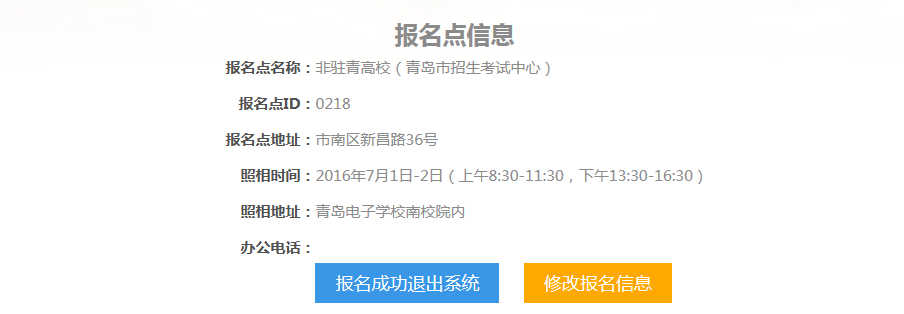 报名点信息
报名点名称：非驻青高校（青岛市招生考试中心）
报名点ID：0218
报名点地址：市南区新昌路36号
照相时间：2016年7月1日-2日（上午8:30-11:30，下午13:30-16:30）
照相地址：青岛电子学校南校院内
办公电话：
报名成功退出系统 修改报名信息